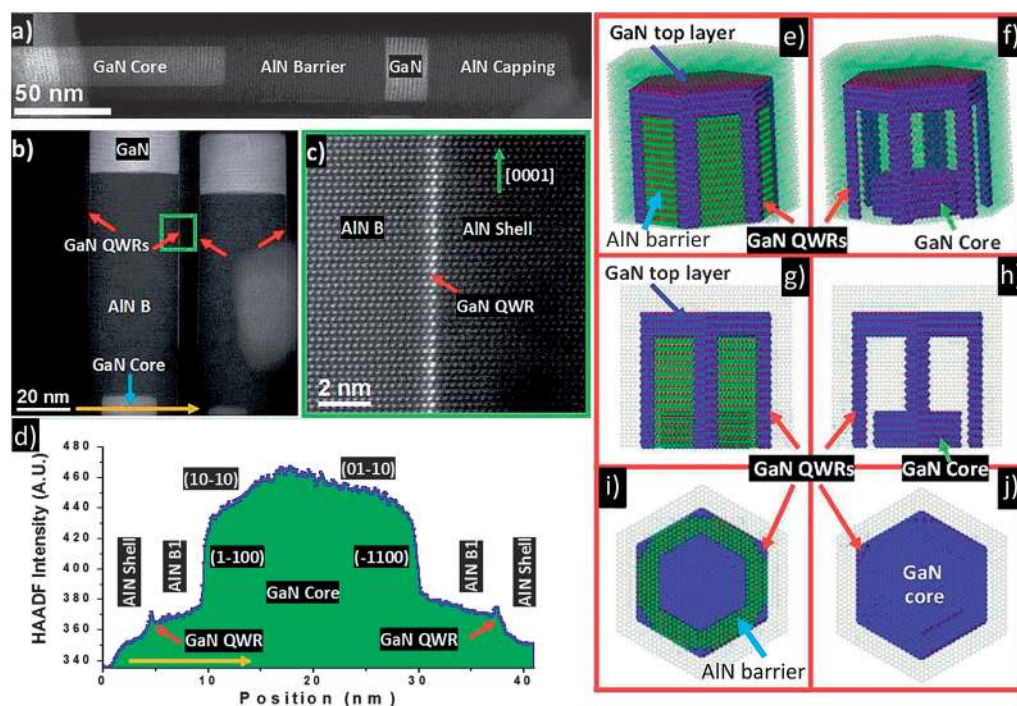 a)
GaN Core
AlN Barrier
GaN
AlN Capping
50 nm
b)
GaN
GaN QWRs
AlN B
GaN Core
20 nm
c)
[0001]
AlN B
AlN Shell
GaN QWR
2 nm
d)
HAADF Intensity (A.U.)
480
460
440
420
400
380
360
340
AlN Shell
AlN B1
(10-10)
(01-10)
(1-100)
(-1100)
GaN Core
AlN B1
AlN Shell
GaN QWR
GaN QWR
0
10
20
30
40
Position (nm)
GaN top layer
e)
f)
AlN barrier
GaN QWRs
GaN Core
GaN top layer
g)
h)
GaN QWRs
GaN Core
i)
j)
GaN
core
AlN barrier